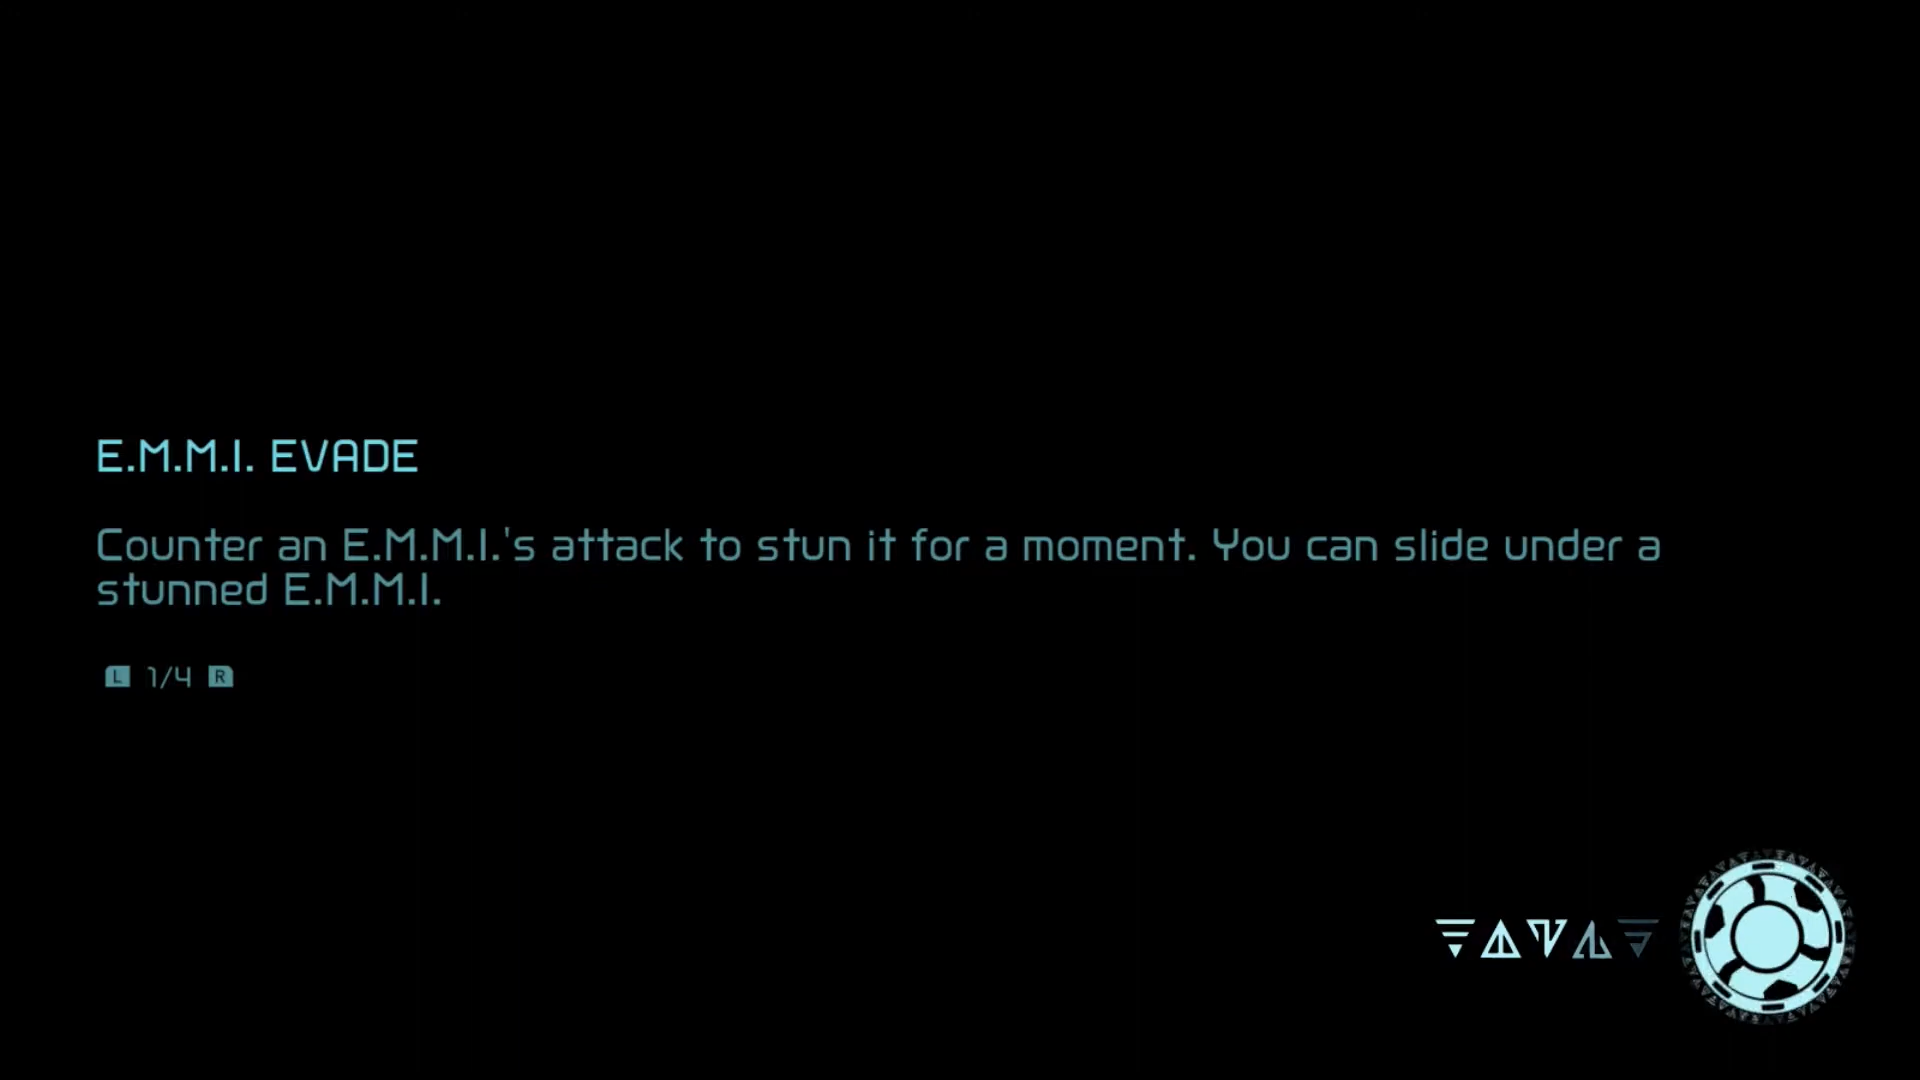 E.M.M.I. EVADE
Counter an E.M.M.I.'s attack to stun it for a moment. You can slide under a
stunned E.M.M.I.
L 1/4 R